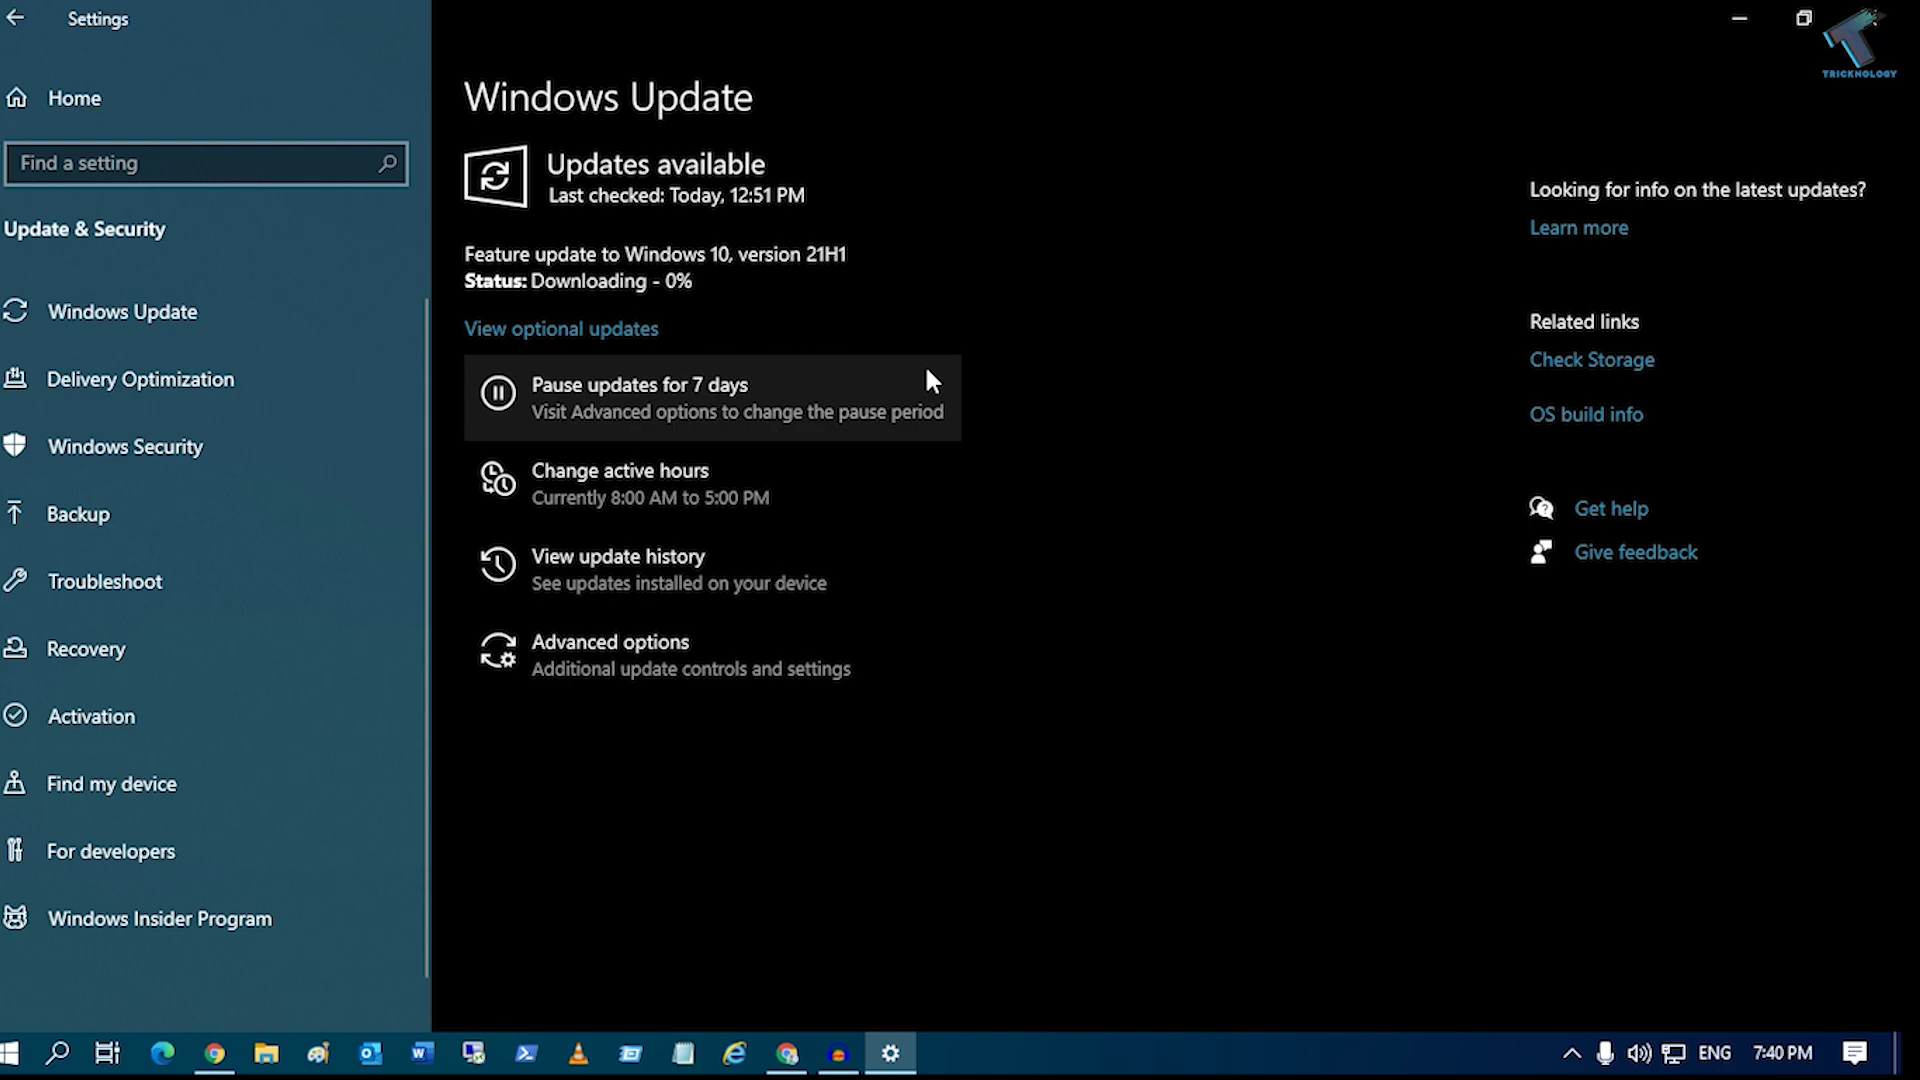 Settings
Home
Find a setting
Update & Security
Windows Update
Delivery Optimization
Windows Security
Backup
Troubleshoot
Recovery
Activation
Find my device
For developers
Windows Insider Program
Windows Update
Updates available
Last checked: Today, 12:51 PM
Feature update to Windows 10, version 21H1
Status: Downloading - 0%
View optional updates
Pause updates for 7 days
Visit Advanced options to change the pause period
Change active hours
Currently 8:00 AM to 5:00 PM
View update history
See updates installed on your device
Advanced options
Additional update controls and settings
TRICKNOLOGY
Looking for info on the latest updates?
Learn more
Related links
Check Storage
OS build info
Get help
Give feedback
ENG
7:40 PM